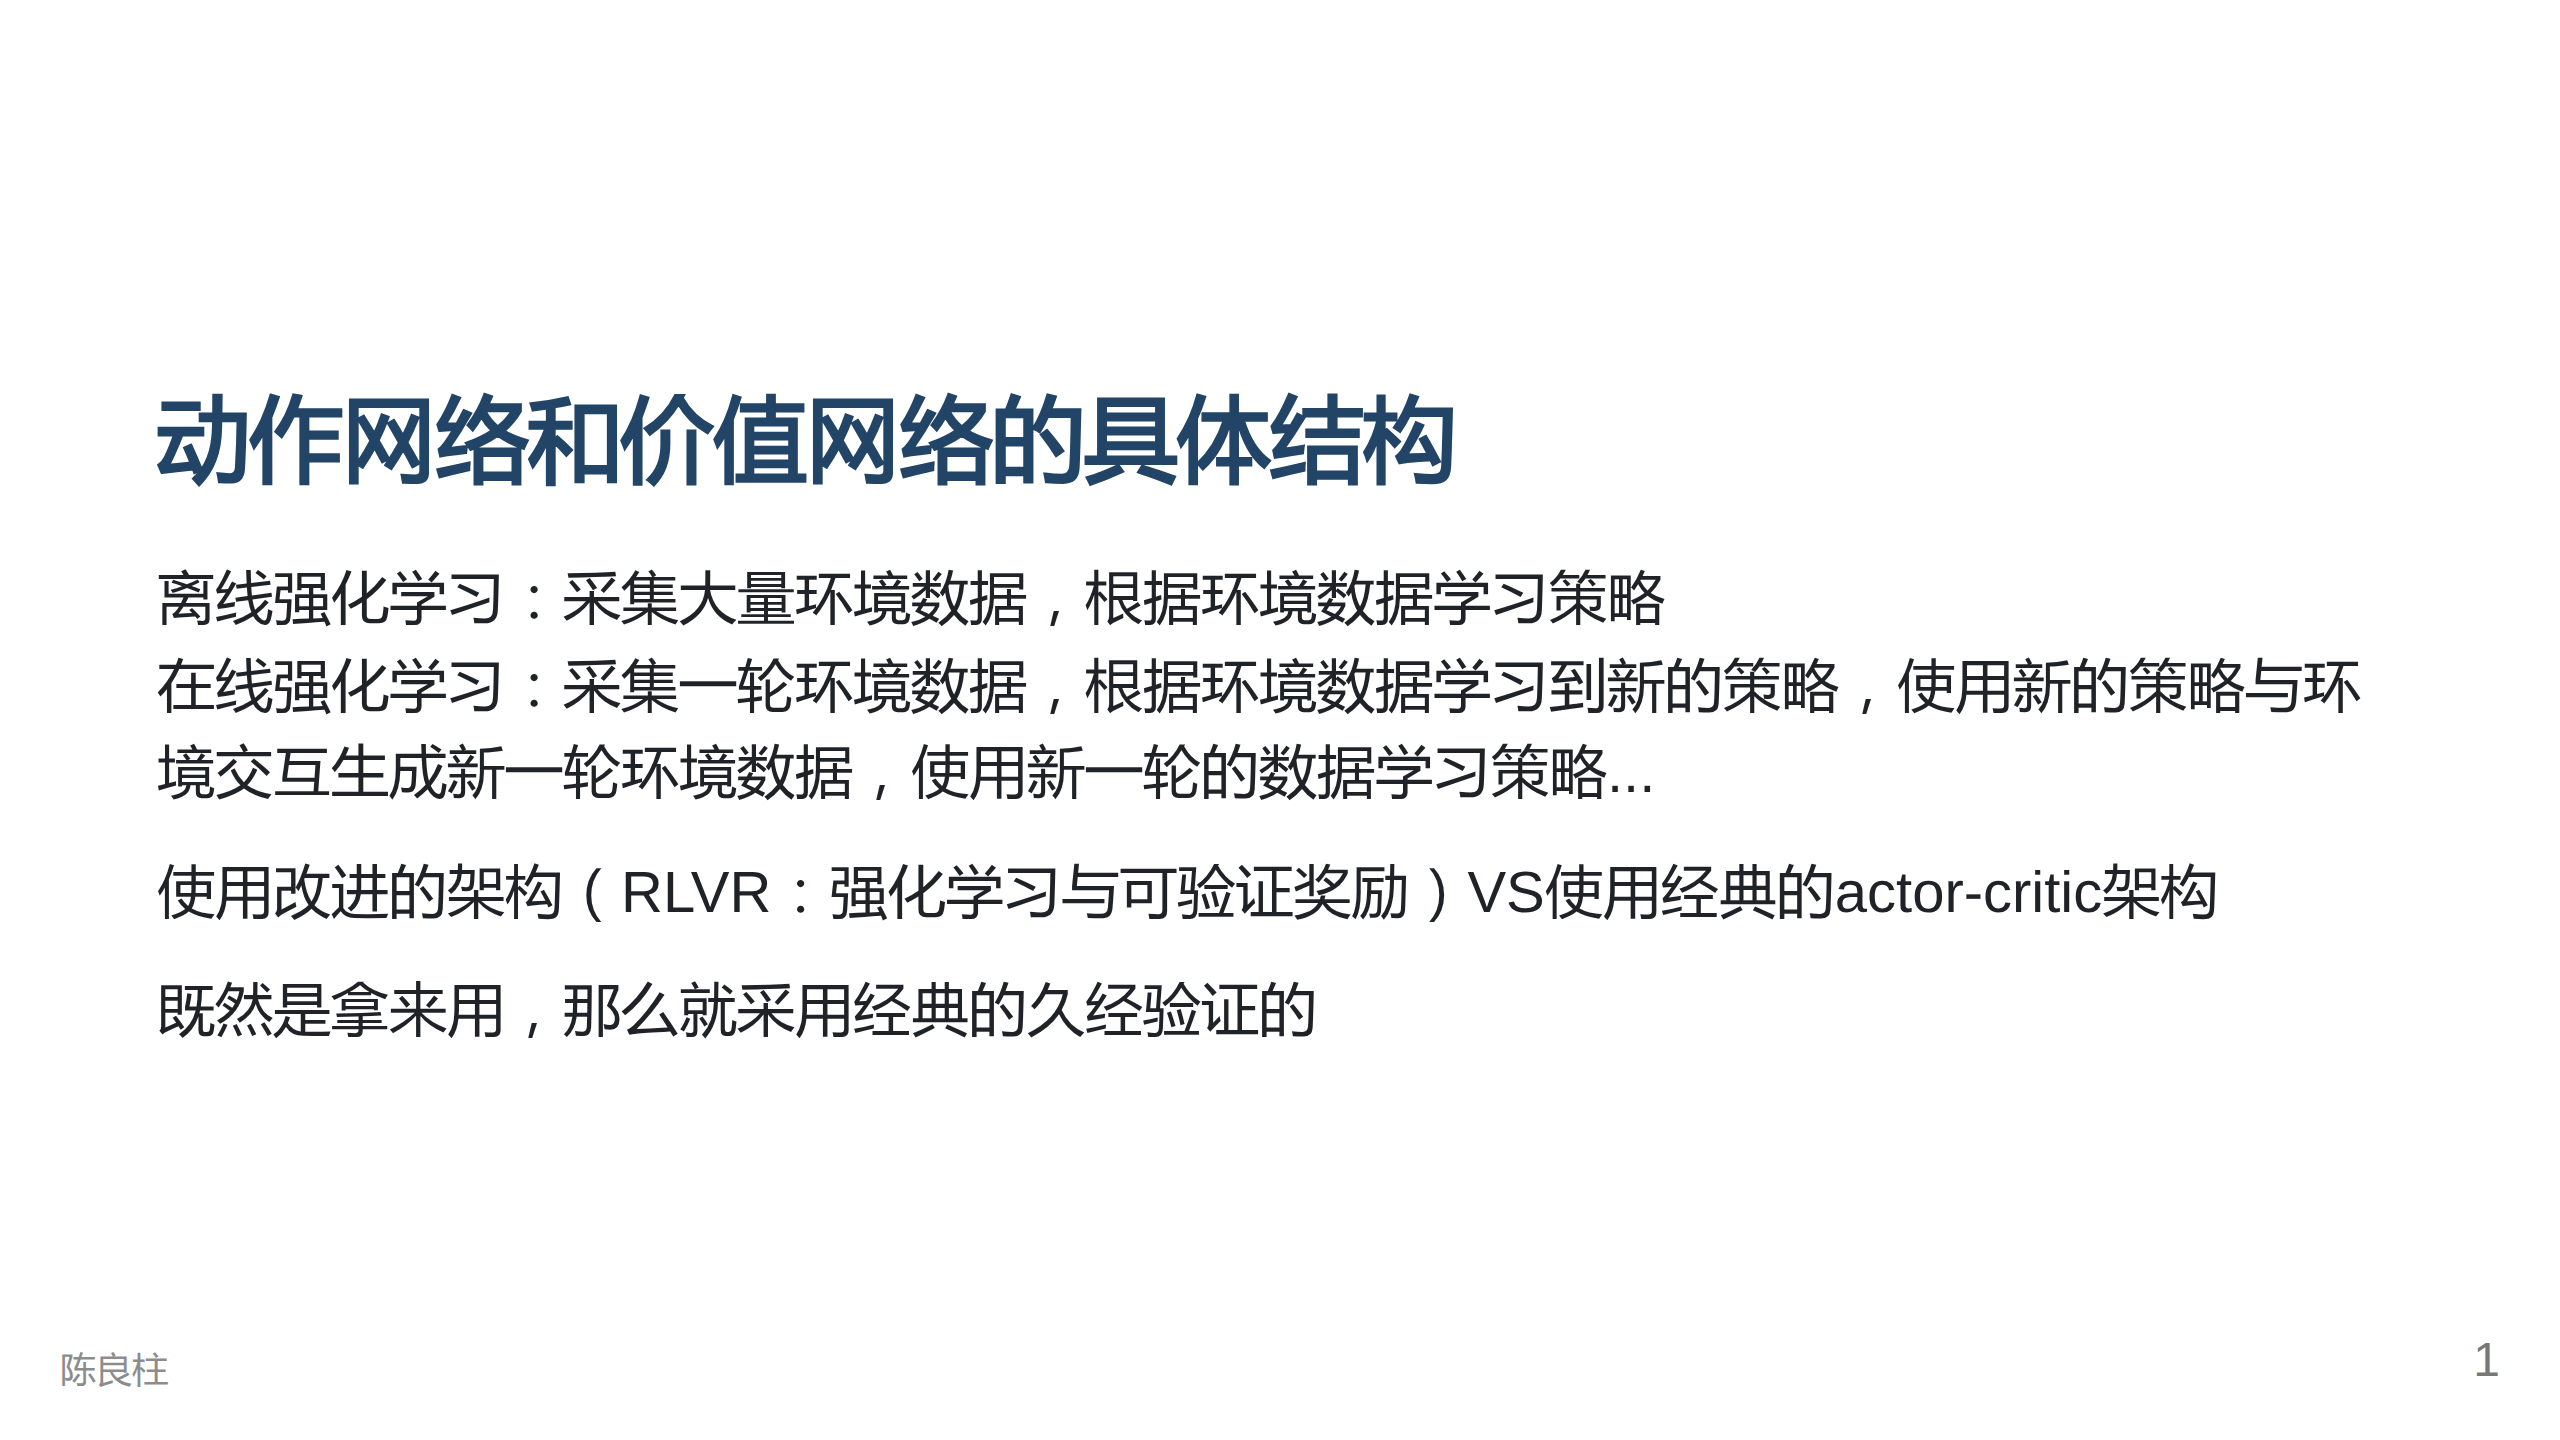 动作网络和价值网络的具体结构
离线强化学习：采集大量环境数据，根据环境数据学习策略
在线强化学习：采集一轮环境数据，根据环境数据学习到新的策略，使用新的策略与环
境交互生成新一轮环境数据，使用新一轮的数据学习策略...
使用改进的架构（RLVR：强化学习与可验证奖励）VS使用经典的actor-critic架构
既然是拿来用，那么就采用经典的久经验证的
陈良柱
1